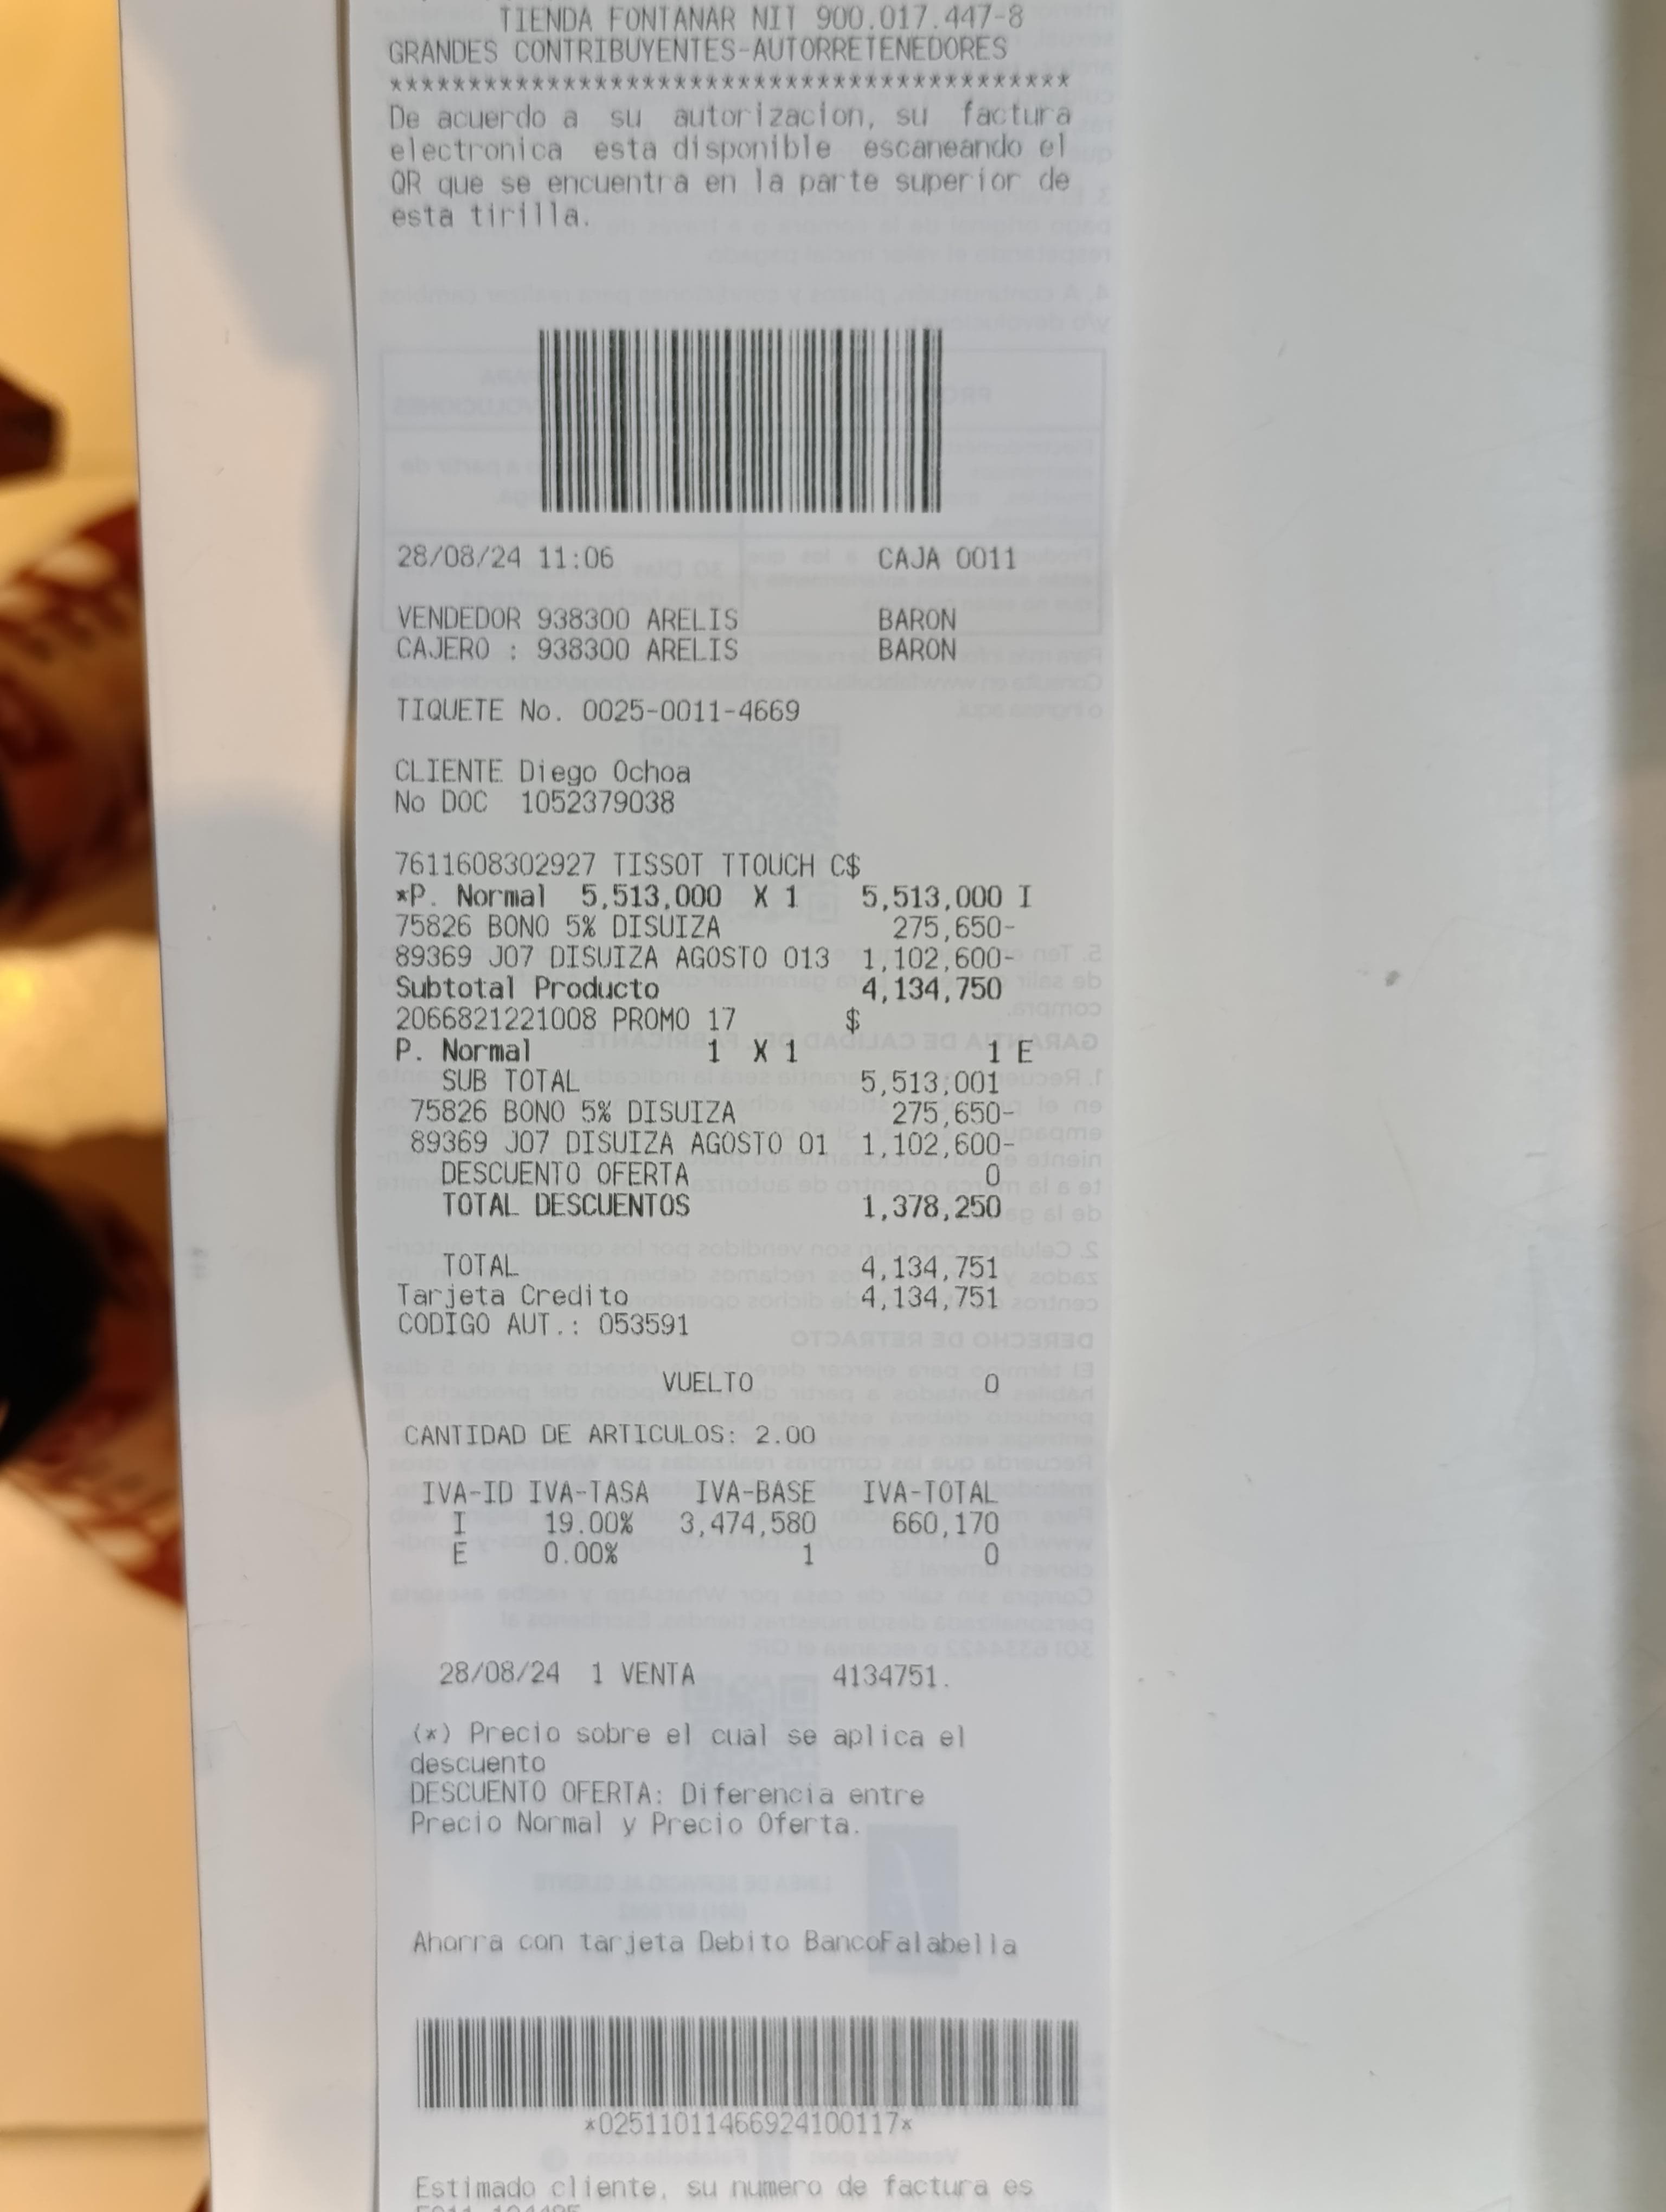 TIENDA FONTANAR NIT 900.017.447-8
GRANDES CONTRIBUYENTES-AUTORRETENEDORES
********************************************
De acuerdo a su autorizacion, su factura
electronica esta disponible escaneando el
QR que se encuentra en la parte superior de
esta tirilla.
28/08/24 11:06 CAJA 0011
VENDEDOR 938300 ARELIS BARON
CAJERO : 938300 ARELIS BARON
TIQUETE No. 0025-0011-4669
CLIENTE Diego Ochoa
No DOC 1052379038
7611608302927 TISSOT TTOUCH C$
*P. Normal 5,513,000 X 1 5,513,000 I
75826 BONO 5% DISUIZA 275,650-
89369 J07 DISUIZA AGOSTO 013 1,102,600-
Subtotal Producto 4,134,750
2066821221008 PROMO 17 $
P. Normal 1 X 1 1 E
SUB TOTAL 5,513,001
75826 BONO 5% DISUIZA 275,650-
89369 J07 DISUIZA AGOSTO 01 1,102,600-
DESCUENTO OFERTA 0
TOTAL DESCUENTOS 1,378,250
TOTAL 4,134,751
Tarjeta Credito 4,134,751
CODIGO AUT.: 053591
VUELTO 0
CANTIDAD DE ARTICULOS: 2.00
IVA-ID IVA-TASA IVA-BASE IVA-TOTAL
I 19.00% 3,474,580 660,170
E 0.00% 1 0
28/08/24 1 VENTA 4134751.
(*) Precio sobre el cual se aplica el
descuento
DESCUENTO OFERTA: Diferencia entre
Precio Normal y Precio Oferta.
Ahorra con tarjeta Debito BancoFalabella
*02511011466924100117*
Estimado cliente, su numero de factura es